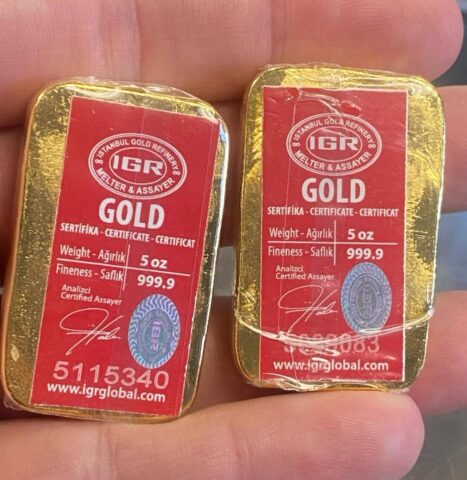 ISTANBUL GOLD REFINERY
IGR
MELTER & ASSAYER
GOLD
SERTİFİKA - CERTIFICATE - CERTIFICAT
Weight - Ağırlık 5 oz
Fineness - Saflık 999.9
Analizci
Certified Assayer
IGR
5115340
www.igrglobal.com
ISTANBUL GOLD REFINERY
IGR
MELTER & ASSAYER
GOLD
SERTİFİKA - CERTIFICATE - CERTIFICAT
Weight - Ağırlık 5 oz
Fineness - Saflık 999.9
Analizci
Certified Assayer
IGR
www.igrglobal.com